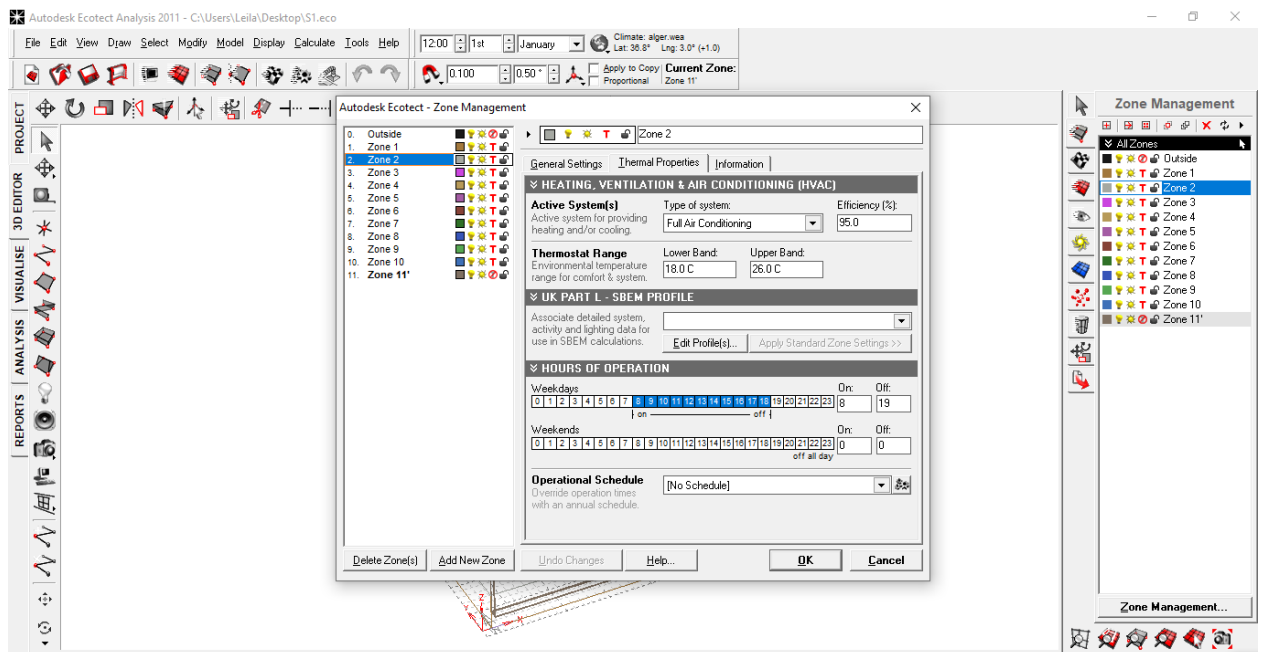 Autodesk Ecotect Analysis 2011 - C:\Users\Leila\Desktop\S1.eco
File Edit View Draw Select Modify Model Display Calculate Tools Help
12:00 1st January
Climate: alger.wea
Lat: 36.8° Lng: 3.0° (+1.0)
0.100 0.50 °
Apply to Copy
Proportional
Current Zone:
Zone 11'
PROJECT
3D EDITOR
VISUALISE
ANALYSIS
REPORTS
Autodesk Ecotect - Zone Management
0. Outside
1. Zone 1
2. Zone 2
3. Zone 3
4. Zone 4
5. Zone 5
6. Zone 6
7. Zone 7
8. Zone 8
9. Zone 9
10. Zone 10
11. Zone 11'
Delete Zone(s) Add New Zone
T Zone 2
General Settings Thermal Properties Information
HEATING, VENTILATION & AIR CONDITIONING (HVAC)
Active System(s) Type of system: Efficiency (%):
Active system for providing
heating and/or cooling.
Full Air Conditioning 95.0
Thermostat Range Lower Band: Upper Band:
Environmental temperature
range for comfort & system.
18.0 C 26.0 C
UK PART L - SBEM PROFILE
Associate detailed system,
activity and lighting data for
use in SBEM calculations.
Edit Profile(s)... Apply Standard Zone Settings >>
HOURS OF OPERATION
Weekdays On: Off:
0 1 2 3 4 5 6 7 8 9 10 11 12 13 14 15 16 17 18 19 20 21 22 23 8 19
on off
Weekends On: Off:
0 1 2 3 4 5 6 7 8 9 10 11 12 13 14 15 16 17 18 19 20 21 22 23 0 0
off all day
Operational Schedule [No Schedule]
Override operation times
with an annual schedule.
Undo Changes Help... OK Cancel
Z
Y
X
Zone Management
All Zones
Outside
T Zone 1
T Zone 2
T Zone 3
T Zone 4
T Zone 5
T Zone 6
T Zone 7
T Zone 8
T Zone 9
T Zone 10
Zone 11'
Zone Management...